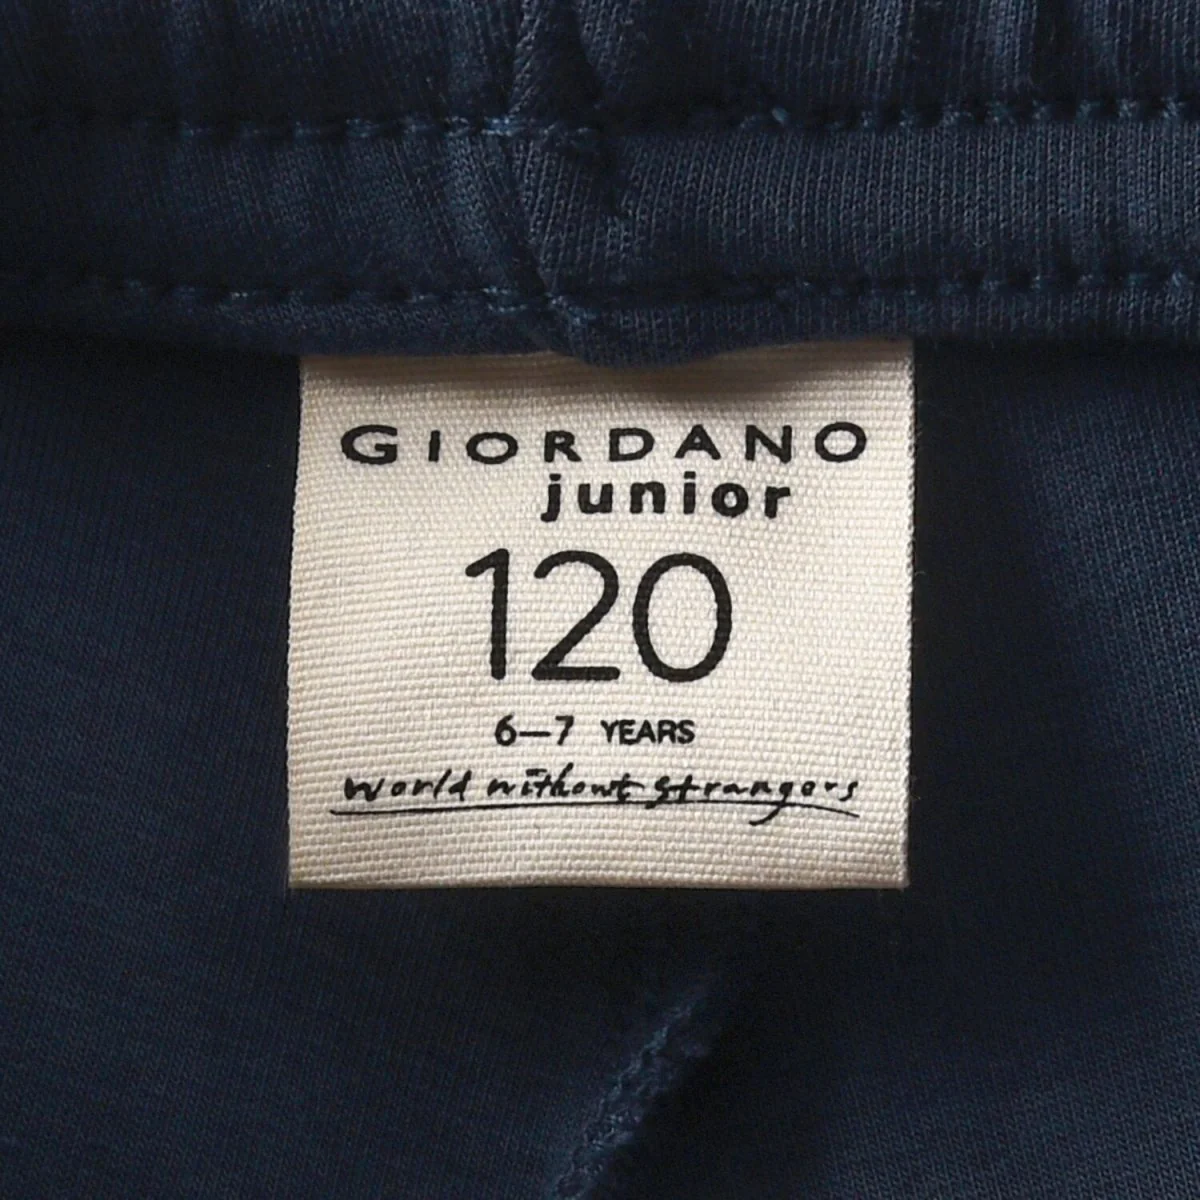 GIORDANO
junior
120
6–7 YEARS
World without strangers